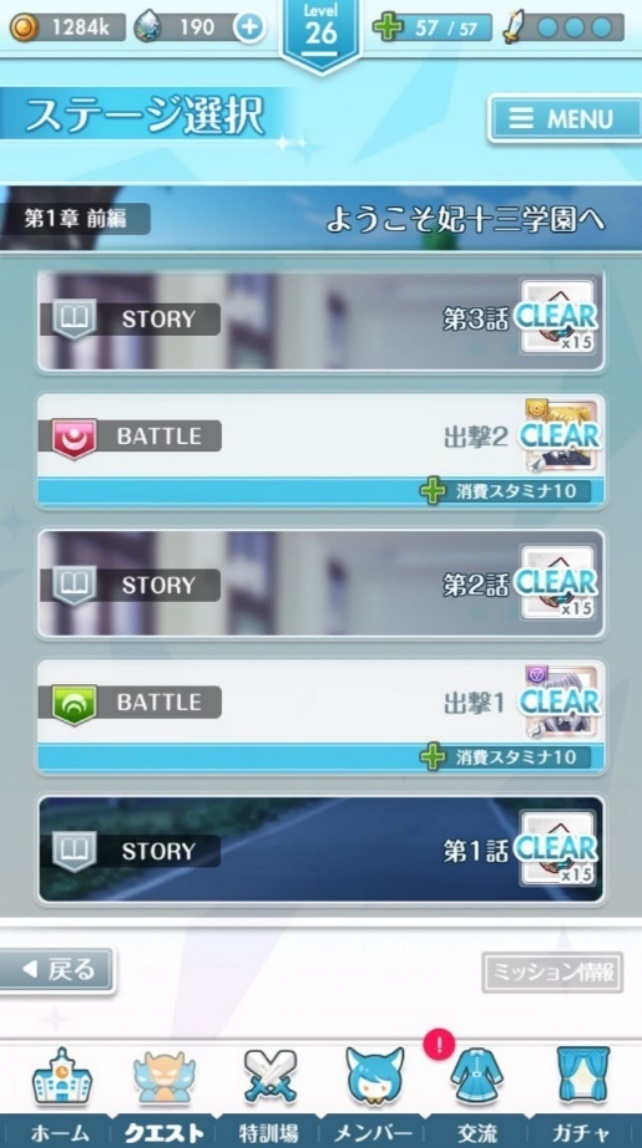 1284k 190 Level 26 57 / 57
ステージ選択 MENU
第1章 前編 ようこそ妃十三学園へ
STORY 第3話 CLEAR x15
BATTLE 出撃2 CLEAR
消費スタミナ10
STORY 第2話 CLEAR x15
BATTLE 出撃1 CLEAR
消費スタミナ10
STORY 第1話 CLEAR x15
戻る ミッション情報
!
ホーム クエスト 特訓場 メンバー 交流 ガチャ